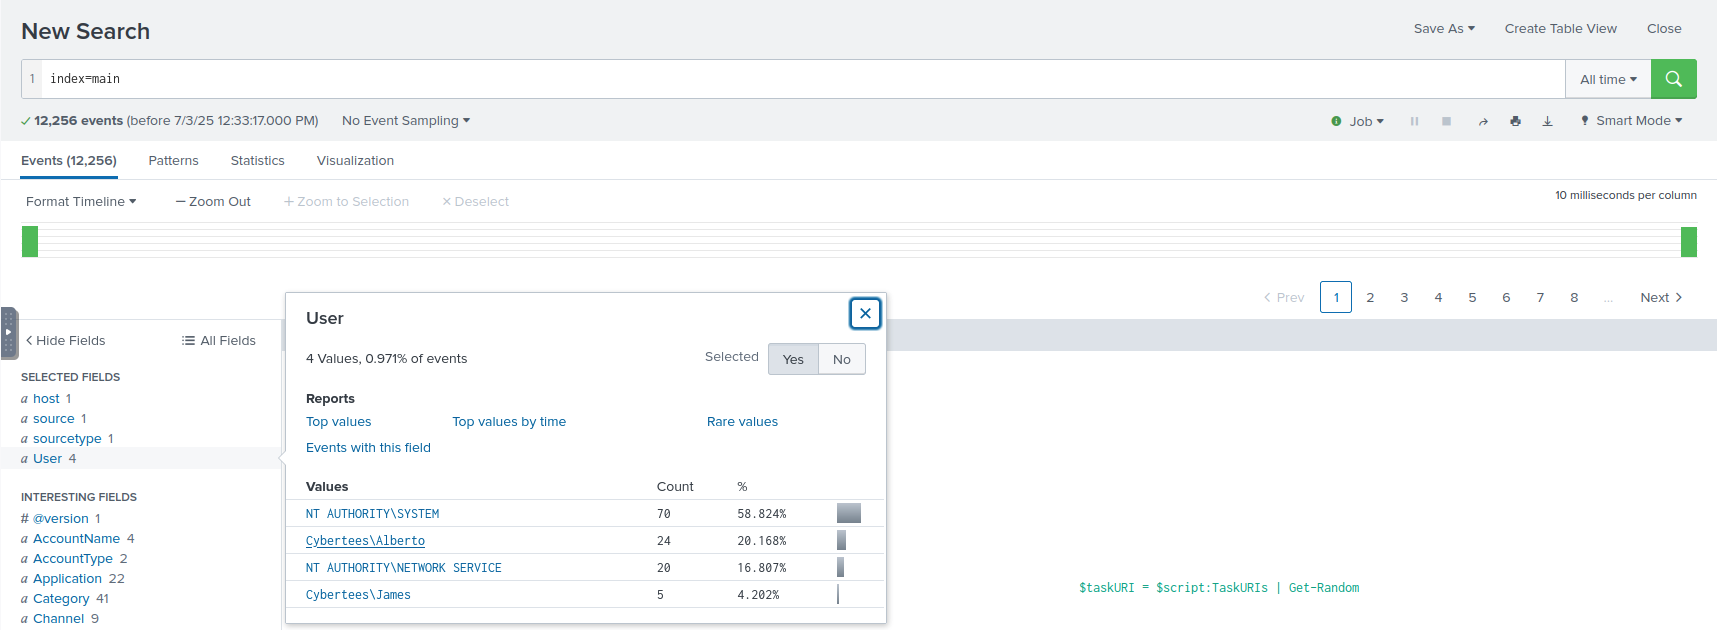 New Search
Save As Create Table View Close
1 index=main All time
12,256 events (before 7/3/25 12:33:17.000 PM) No Event Sampling Job Smart Mode
Events (12,256) Patterns Statistics Visualization
Format Timeline — Zoom Out + Zoom to Selection × Deselect
10 milliseconds per column
< Prev 1 2 3 4 5 6 7 8 ... Next >
< Hide Fields All Fields
SELECTED FIELDS
a host 1
a source 1
a sourcetype 1
a User 4
INTERESTING FIELDS
# @version 1
a AccountName 4
a AccountType 2
a Application 22
a Category 41
a Channel 9
User
4 Values, 0.971% of events Selected Yes No
Reports
Top values Top values by time Rare values
Events with this field
Values Count %
NT AUTHORITY\SYSTEM 70 58.824%
Cybertees\Alberto 24 20.168%
NT AUTHORITY\NETWORK SERVICE 20 16.807%
Cybertees\James 5 4.202%
$taskURI = $script:TaskURIs | Get-Random